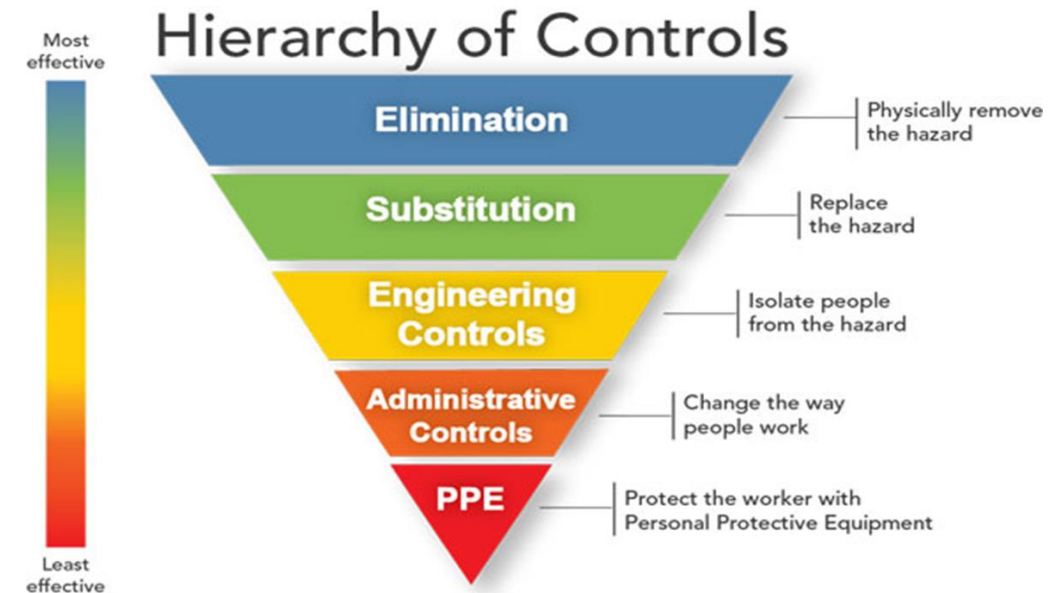 Hierarchy of Controls
Most
effective
Elimination
Physically remove
the hazard
Substitution
Replace
the hazard
Engineering
Controls
Isolate people
from the hazard
Administrative
Controls
Change the way
people work
PPE
Protect the worker with
Personal Protective Equipment
Least
effective